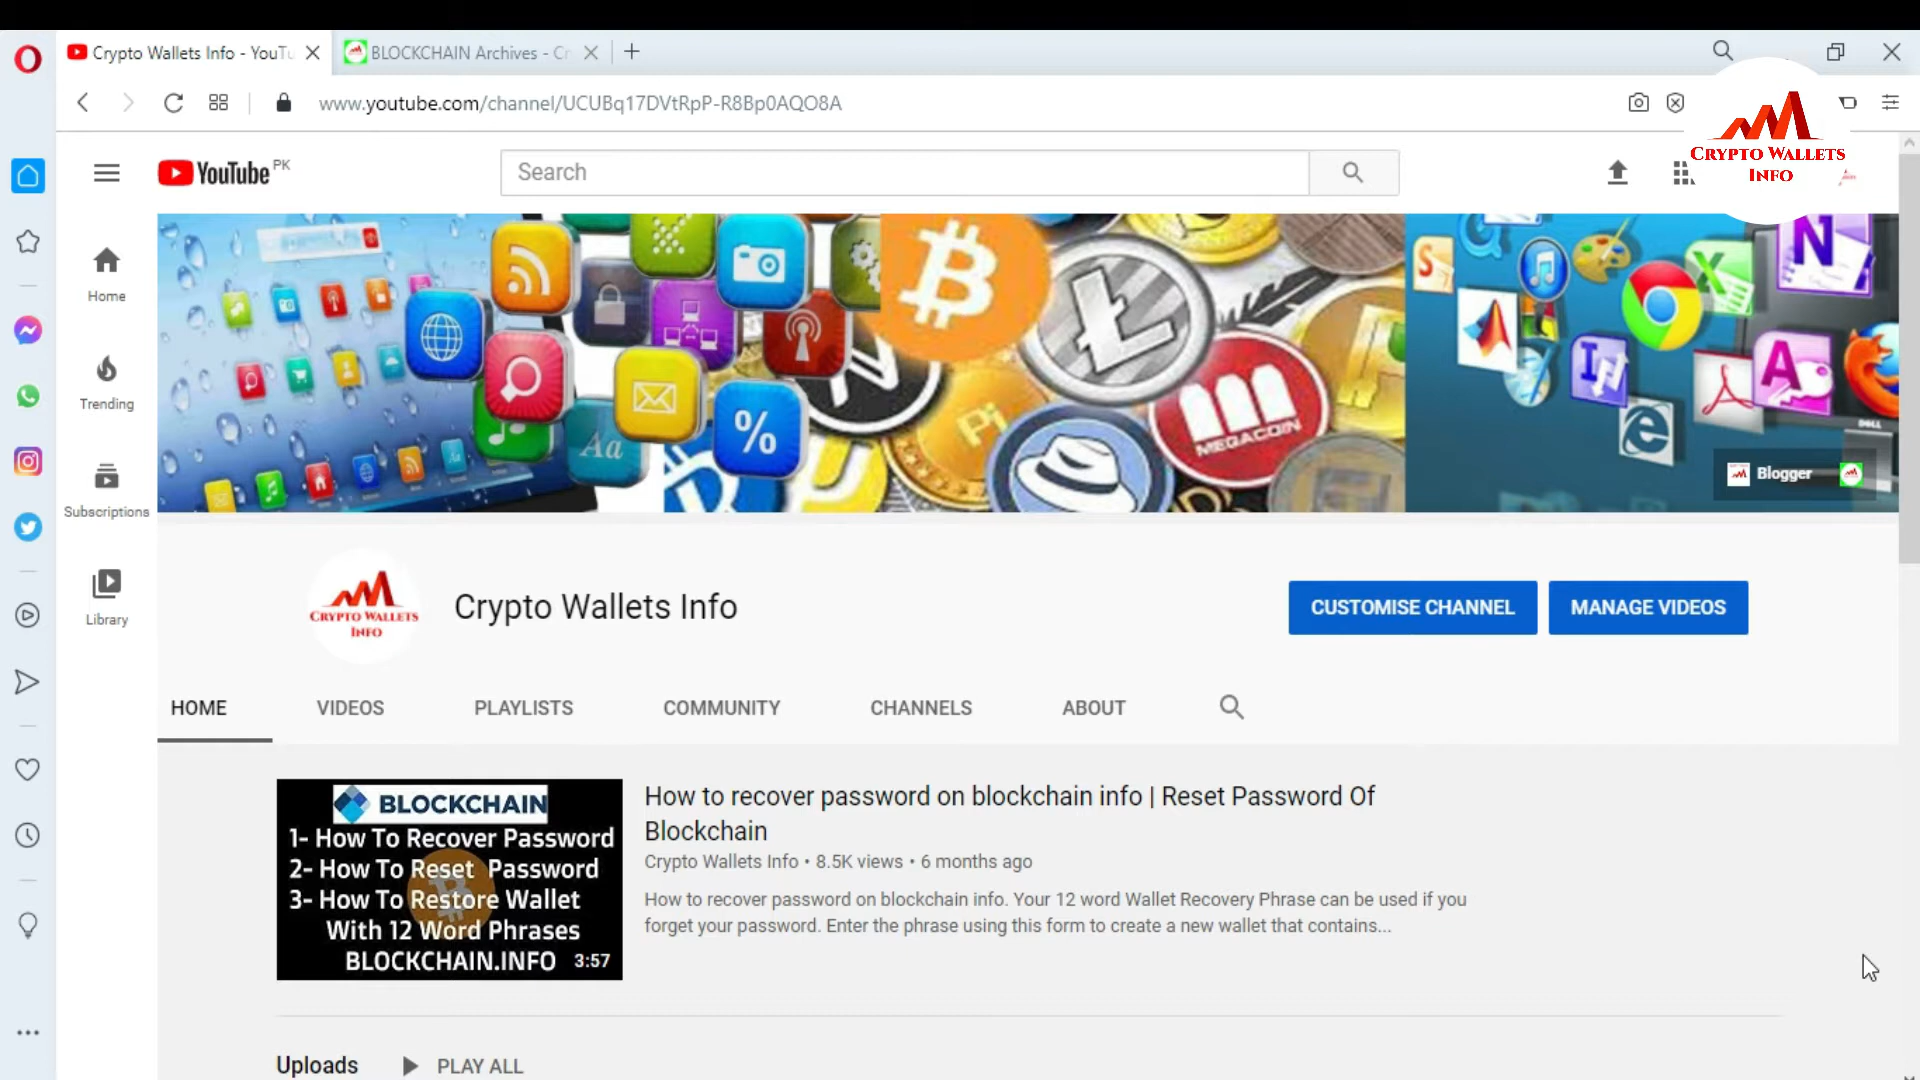 Crypto Wallets Info - YouTu
BLOCKCHAIN Archives - Cr
www.youtube.com/channel/UCUBq17DVtRpP-R8Bp0AQO8A
CRYPTO WALLETS
INFO
YouTube PK
Search
Home
Trending
Subscriptions
Library
Aa
%
MEGACOIN
S
N
A
DELL
Blogger
CRYPTO WALLETS
INFO
Crypto Wallets Info
CUSTOMISE CHANNEL
MANAGE VIDEOS
HOME
VIDEOS
PLAYLISTS
COMMUNITY
CHANNELS
ABOUT
BLOCKCHAIN
1- How To Recover Password
2- How To Reset Password
3- How To Restore Wallet
With 12 Word Phrases
BLOCKCHAIN.INFO
3:57
How to recover password on blockchain info | Reset Password Of
Blockchain
Crypto Wallets Info • 8.5K views • 6 months ago
How to recover password on blockchain info. Your 12 word Wallet Recovery Phrase can be used if you
forget your password. Enter the phrase using this form to create a new wallet that contains...
Uploads
PLAY ALL